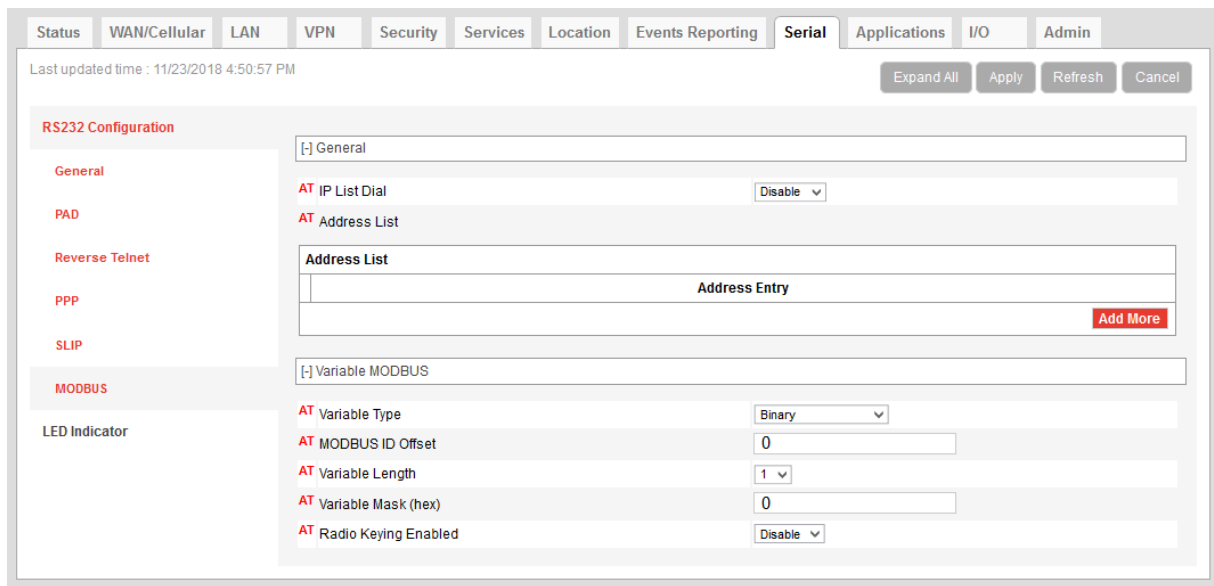 Status WAN/Cellular LAN VPN Security Services Location Events Reporting Serial Applications I/O Admin
Last updated time : 11/23/2018 4:50:57 PM
Expand All Apply Refresh Cancel
RS232 Configuration
General
PAD
Reverse Telnet
PPP
SLIP
MODBUS
LED Indicator
[-] General
AT IP List Dial Disable
AT Address List
Address List
Address Entry
Add More
[-] Variable MODBUS
AT Variable Type Binary
AT MODBUS ID Offset 0
AT Variable Length 1
AT Variable Mask (hex) 0
AT Radio Keying Enabled Disable